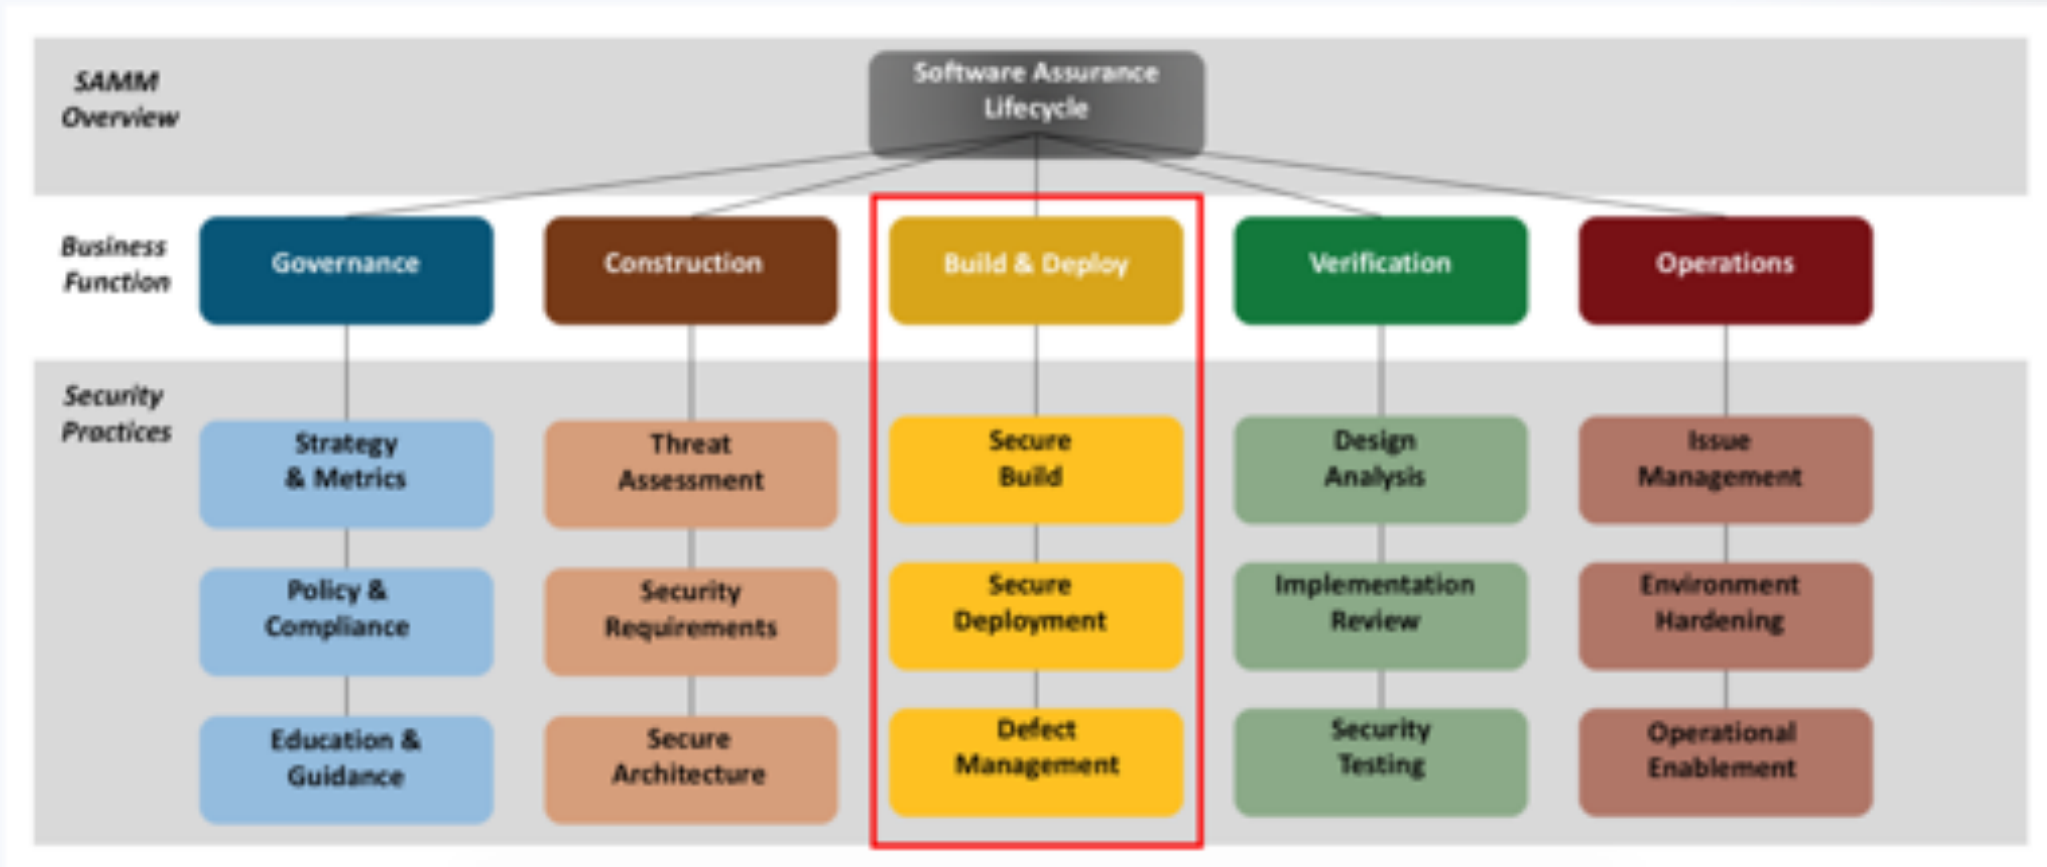 SAMM
Overview
Software Assurance
Lifecycle
Business
Function
Governance
Construction
Build & Deploy
Verification
Operations
Security
Practices
Strategy
& Metrics
Threat
Assessment
Secure
Build
Design
Analysis
Issue
Management
Policy &
Compliance
Security
Requirements
Secure
Deployment
Implementation
Review
Environment
Hardening
Education &
Guidance
Secure
Architecture
Defect
Management
Security
Testing
Operational
Enablement